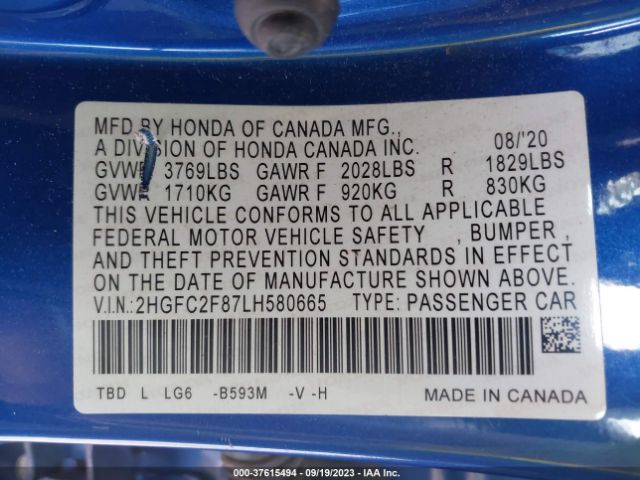 MFD BY HONDA OF CANADA MFG.,
A DIVISION OF HONDA CANADA INC. 08/'20
GVWR 3769LBS GAWR F 2028LBS R 1829LBS
GVWR 1710KG GAWR F 920KG R 830KG
THIS VEHICLE CONFORMS TO ALL APPLICABLE
FEDERAL MOTOR VEHICLE SAFETY , BUMPER ,
AND THEFT PREVENTION STANDARDS IN EFFECT
ON THE DATE OF MANUFACTURE SHOWN ABOVE.
V.I.N.:2HGFC2F87LH580665 TYPE: PASSENGER CAR
TBD L LG6 -B593M -V -H MADE IN CANADA
000-37615494 - 09/19/2023 - IAA Inc.